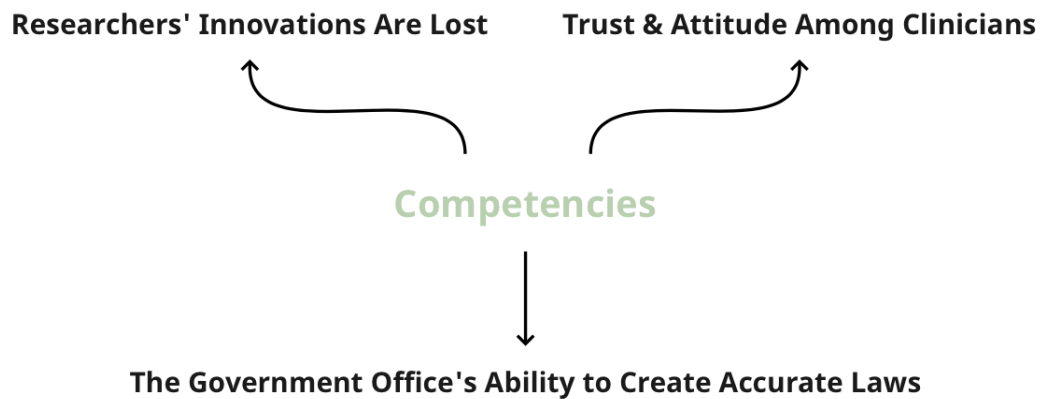 Researchers' Innovations Are Lost
Trust & Attitude Among Clinicians
Competencies
The Government Office's Ability to Create Accurate Laws